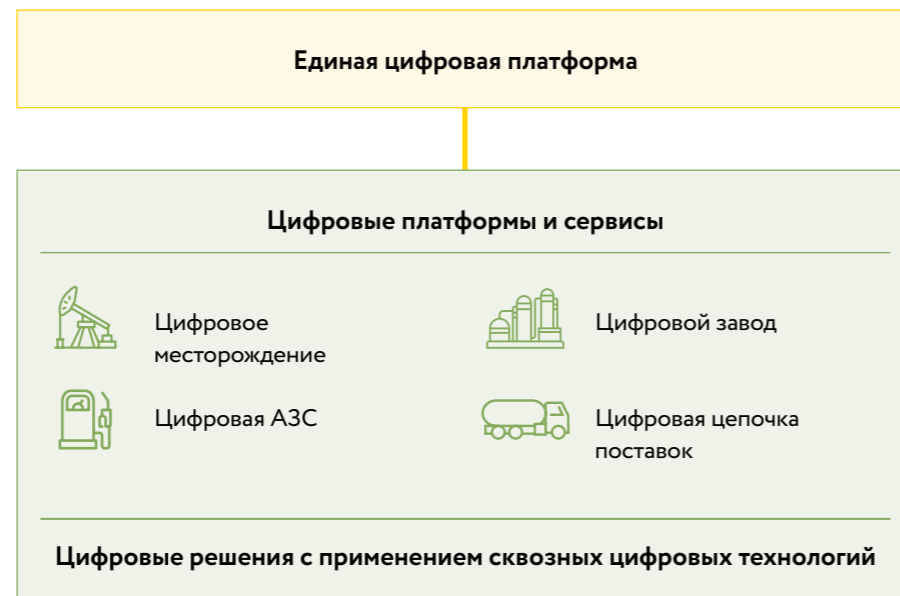 Единая цифровая платформа
Цифровые платформы и сервисы
Цифровое
месторождение
Цифровой завод
Цифровая АЗС
Цифровая цепочка
поставок
Цифровые решения с применением сквозных цифровых технологий